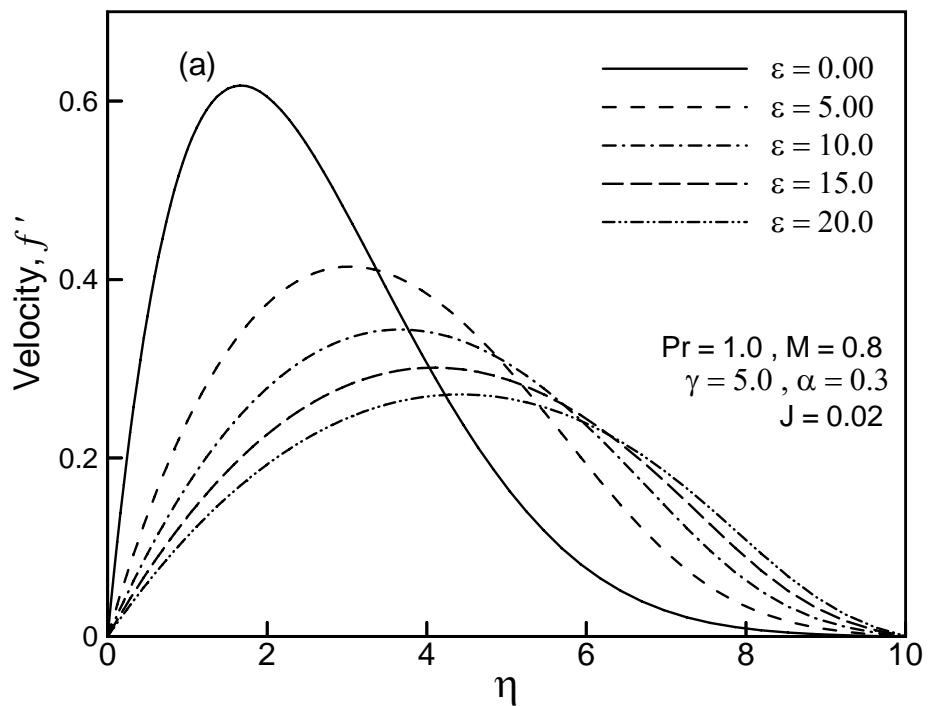 (a)
ε = 0.00
ε = 5.00
ε = 10.0
ε = 15.0
ε = 20.0
Pr = 1.0 , M = 0.8
γ = 5.0 , α = 0.3
J = 0.02
Velocity, f ′
0.6
0.4
0.2
0
0 2 4 6 8 10
η